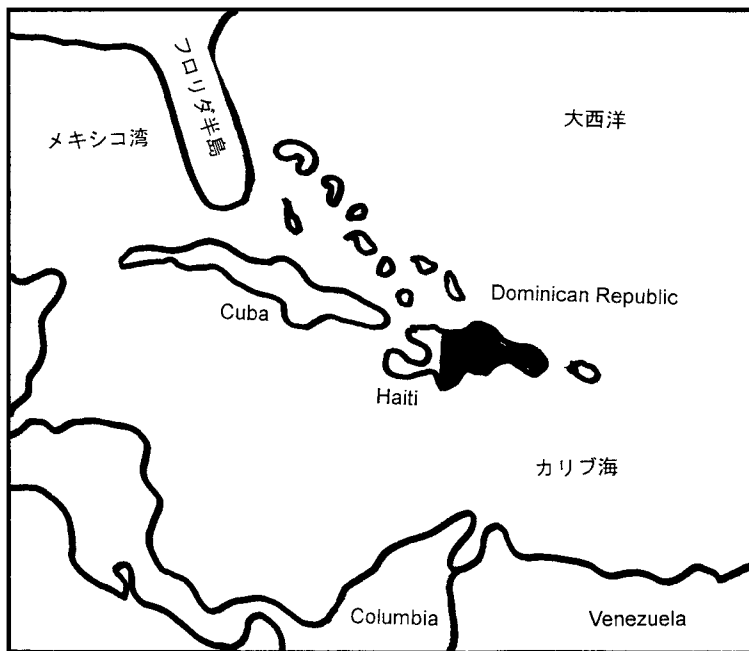 フロリダ半島
メキシコ湾
大西洋
Dominican Republic
Cuba
Haiti
カリブ海
Columbia
Venezuela